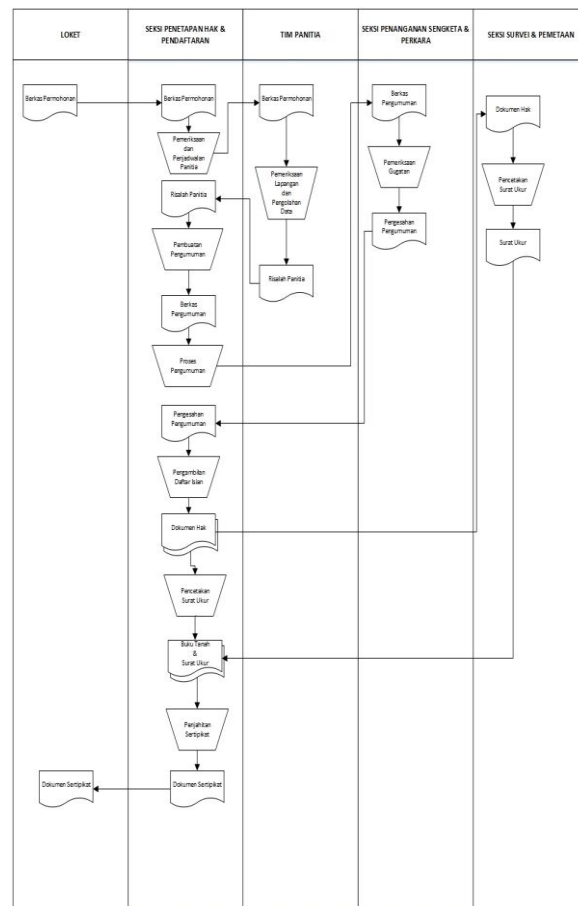 LOKET
SEKSI PENETAPAN HAK &
PENDAFTARAN
TIM PANITIA
SEKSI PENANGANAN SENGKETA &
PERKARA
SEKSI SURVEI & PEMETAAN
Berkas Permohonan
Berkas Permohonan
Pemeriksaan
dan
Penjadwalan
Panitia
Risalah Panitia
Pembuatan
Pengumuman
Berkas
Pengumuman
Proses
Pengumuman
Pengesahan
Pengumuman
Pengambilan
Daftar Isian
Dokumen Hak
Pencetakan
Surat Ukur
Buku Tanah
&
Surat Ukur
Penjahitan
Sertipikat
Dokumen Sertipikat
Dokumen Sertipikat
Berkas Permohonan
Pemeriksaan
Lapangan
dan
Pengolahan
Data
Risalah Panitia
Berkas
Pengumuman
Pemeriksaan
Gugatan
Pengesahan
Pengumuman
Dokumen Hak
Pencetakan
Surat Ukur
Surat Ukur